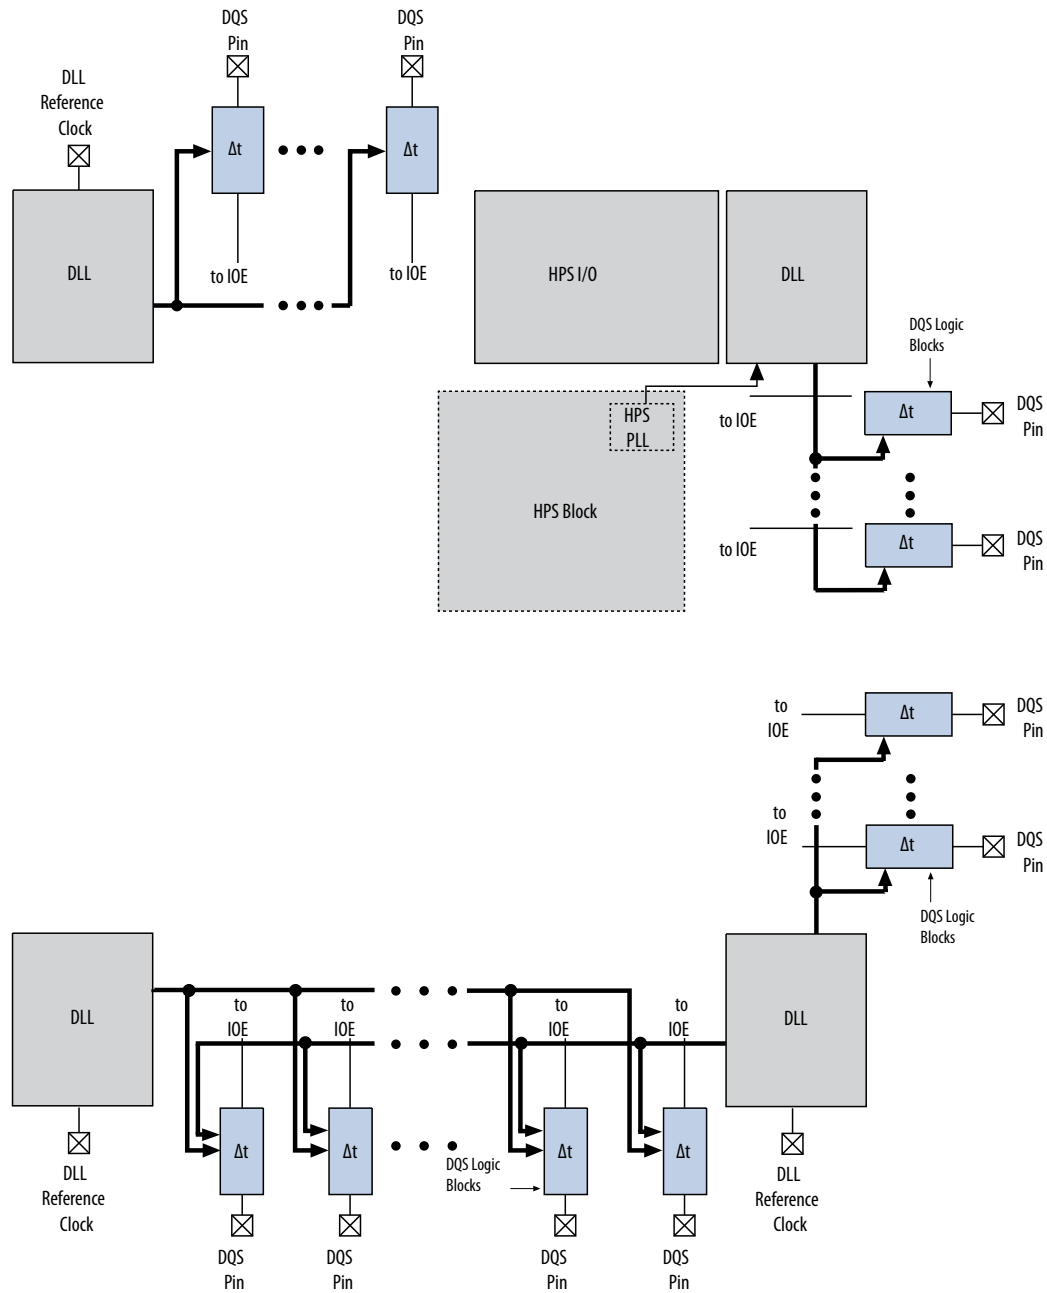 DQS
Pin
DQS
Pin
DLL
Reference
Clock
Δt
Δt
DLL
to IOE
to IOE
HPS I/O
DLL
DQS Logic
Blocks
HPS
PLL
to IOE
Δt
DQS
Pin
HPS Block
to IOE
Δt
DQS
Pin
to
IOE
Δt
DQS
Pin
to
IOE
Δt
DQS
Pin
DQS Logic
Blocks
DLL
to
IOE
to
IOE
to
IOE
to
IOE
DLL
Δt
Δt
Δt
Δt
DQS Logic
Blocks
DLL
Reference
Clock
DLL
Reference
Clock
DQS
Pin
DQS
Pin
DQS
Pin
DQS
Pin